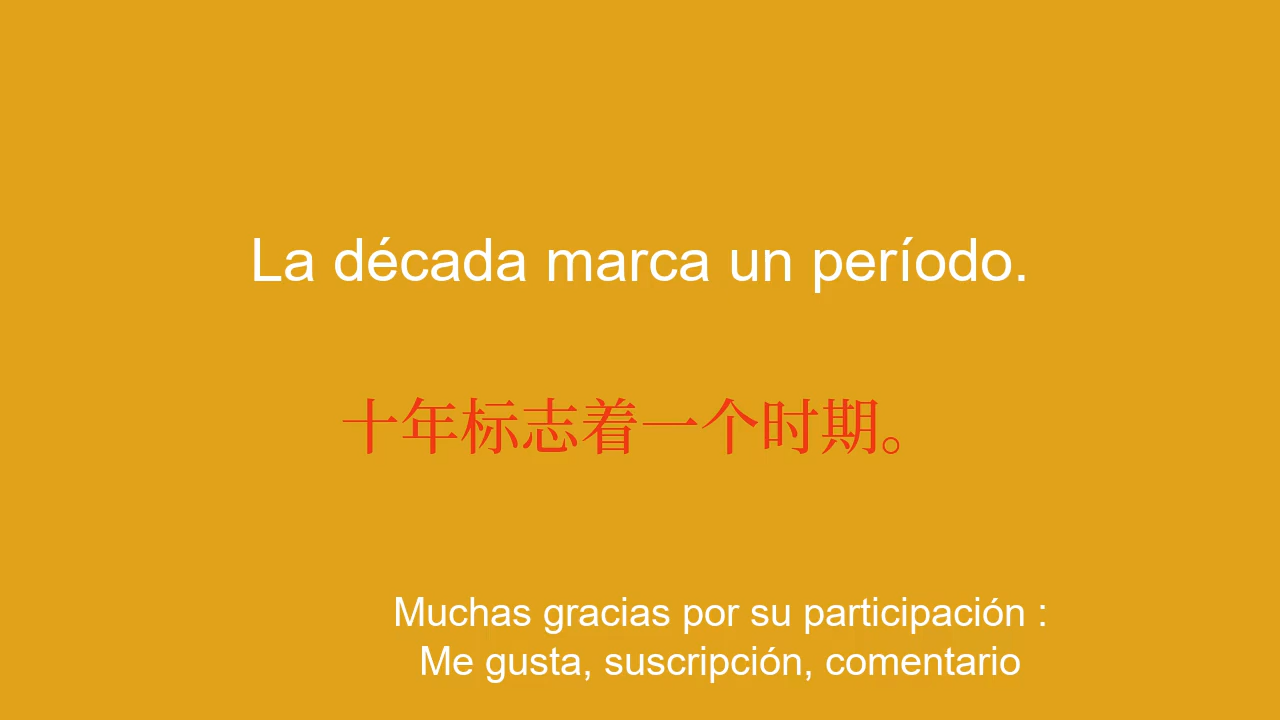 La década marca un período.
十年标志着一个时期。
Muchas gracias por su participación :
Me gusta, suscripción, comentario